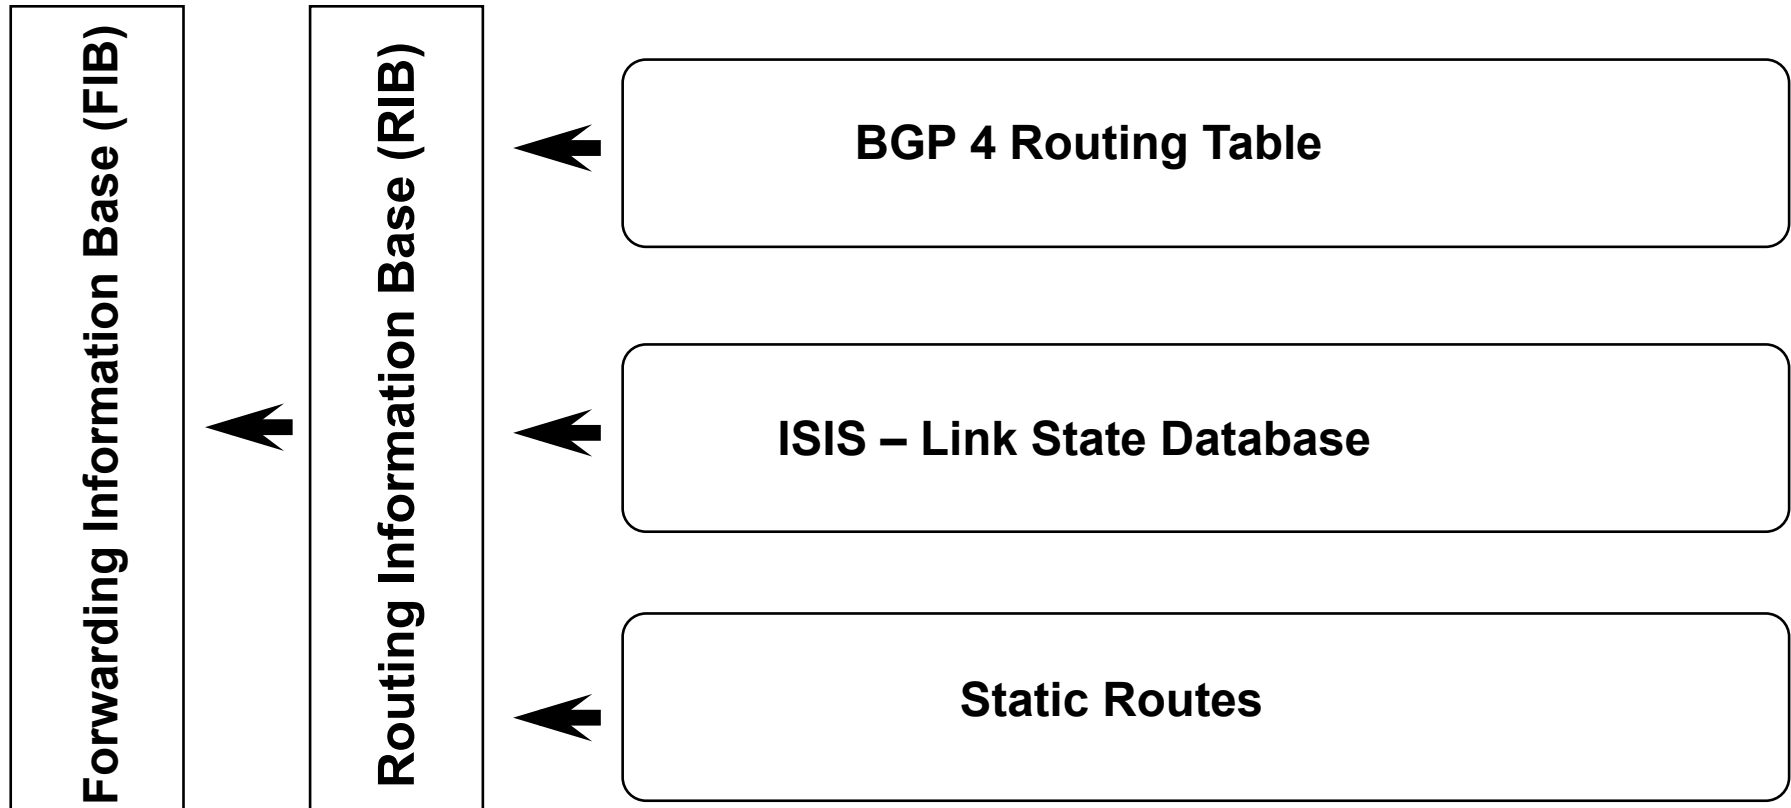 Forwarding Information Base (FIB)
Routing Information Base (RIB)
BGP 4 Routing Table
ISIS – Link State Database
Static Routes